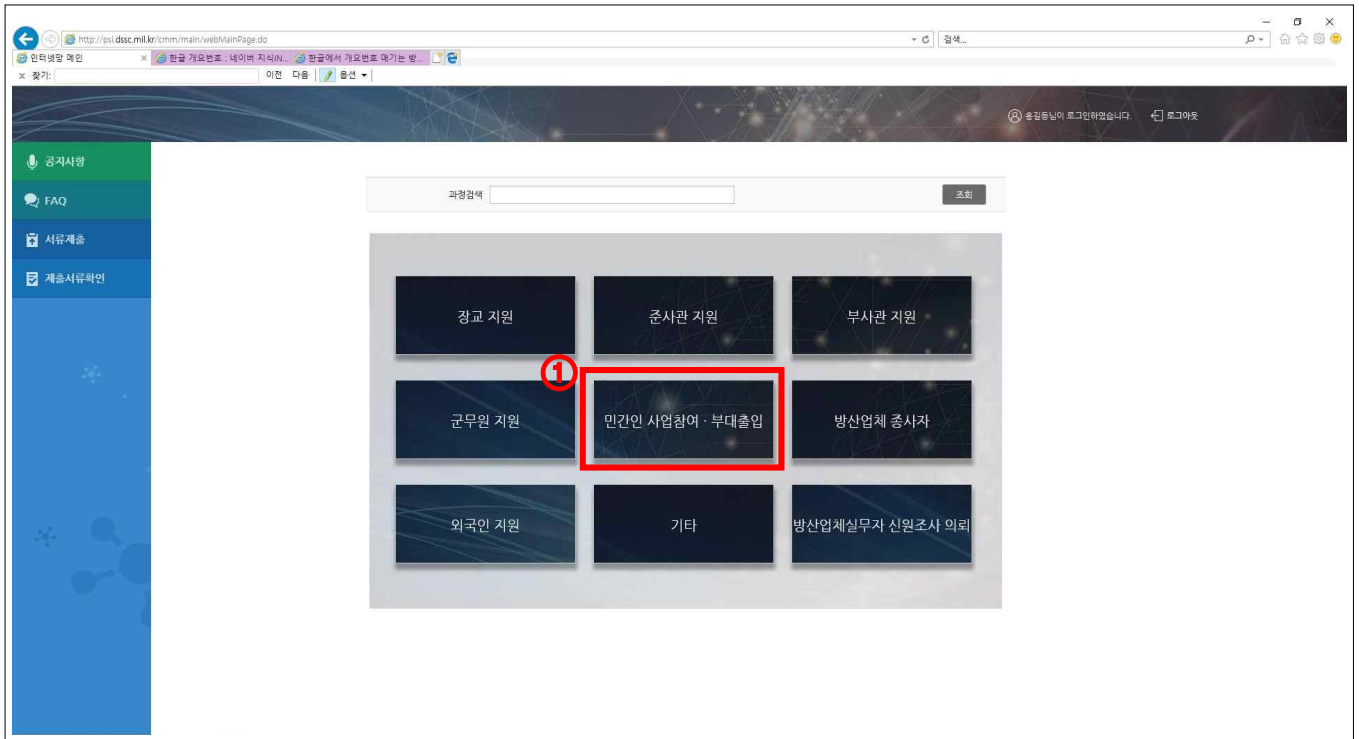 http://psi.dssc.mil.kr/cmm/main/webMainPage.do
검색...
인터넷망 메인
한글 개요번호 : 네이버 지식iN...
한글에서 개요번호 매기는 방...
x 찾기:
이전 다음 옵션
홍길동님이 로그인하였습니다. 로그아웃
공지사항
FAQ
서류제출
제출서류확인
과정검색
조회
장교 지원
준사관 지원
부사관 지원
①
군무원 지원
민간인 사업참여 · 부대출입
방산업체 종사자
외국인 지원
기타
방산업체실무자 신원조사 의뢰